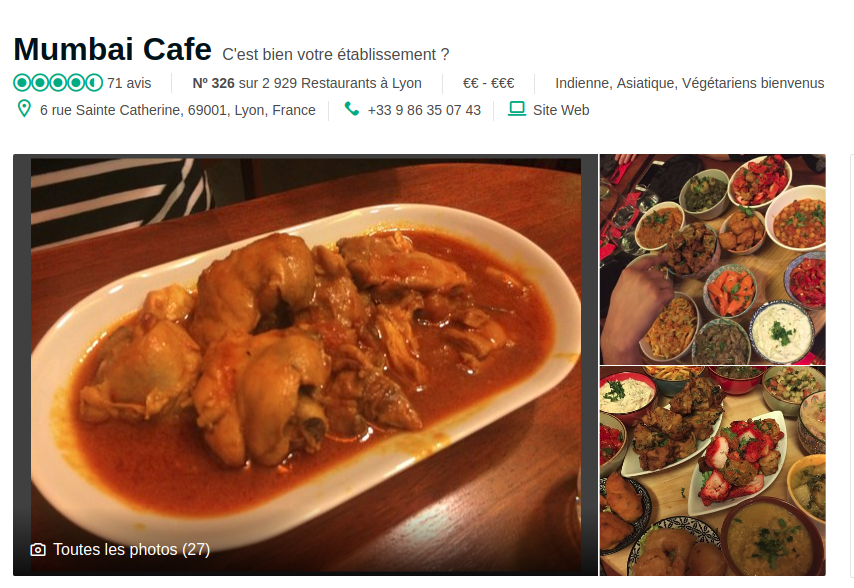 Mumbai Cafe C'est bien votre établissement ?
71 avis Nº 326 sur 2 929 Restaurants à Lyon €€ - €€€ Indienne, Asiatique, Végétariens bienvenus
6 rue Sainte Catherine, 69001, Lyon, France +33 9 86 35 07 43 Site Web
Toutes les photos (27)